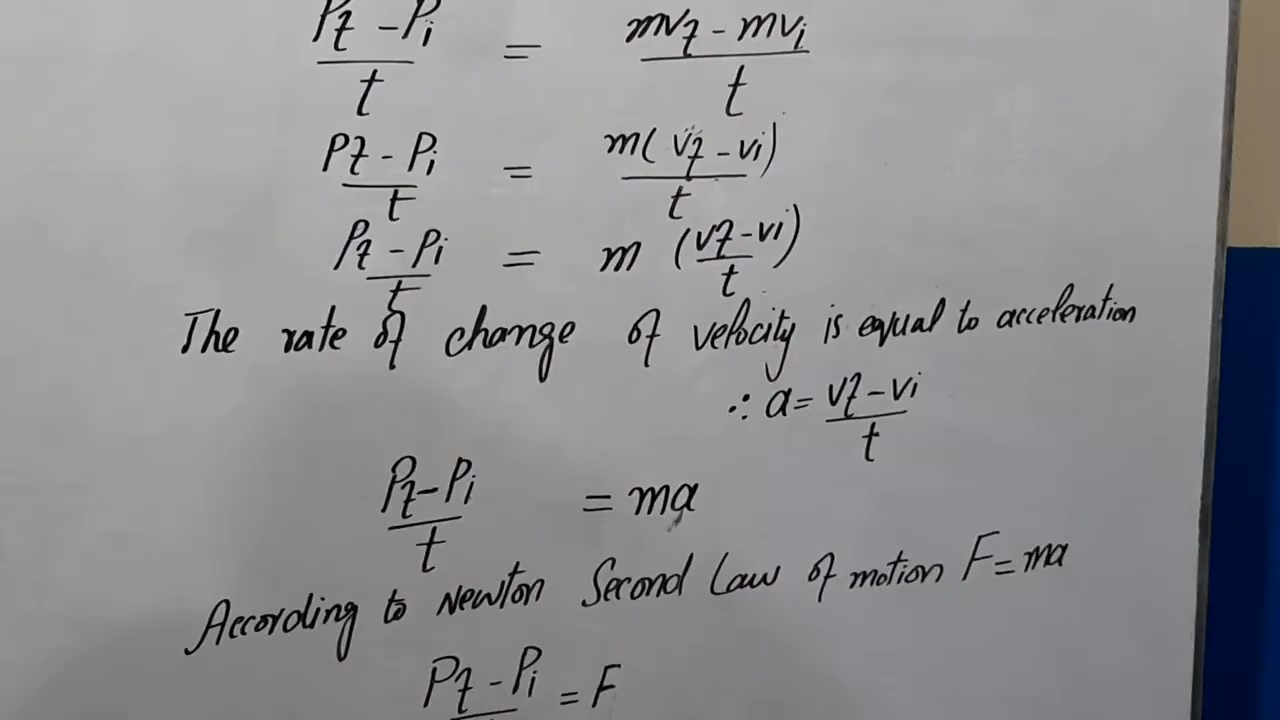 Pf - Pi / t = mvf - mvi / t
Pf - Pi / t = m(vf - vi) / t
Pf - Pi / t = m (vf - vi) / t
The rate of change of velocity is equal to acceleration
∴ a = vf - vi / t
Pf - Pi / t = ma
According to Newton Second Law of motion F = ma
Pf - Pi = F